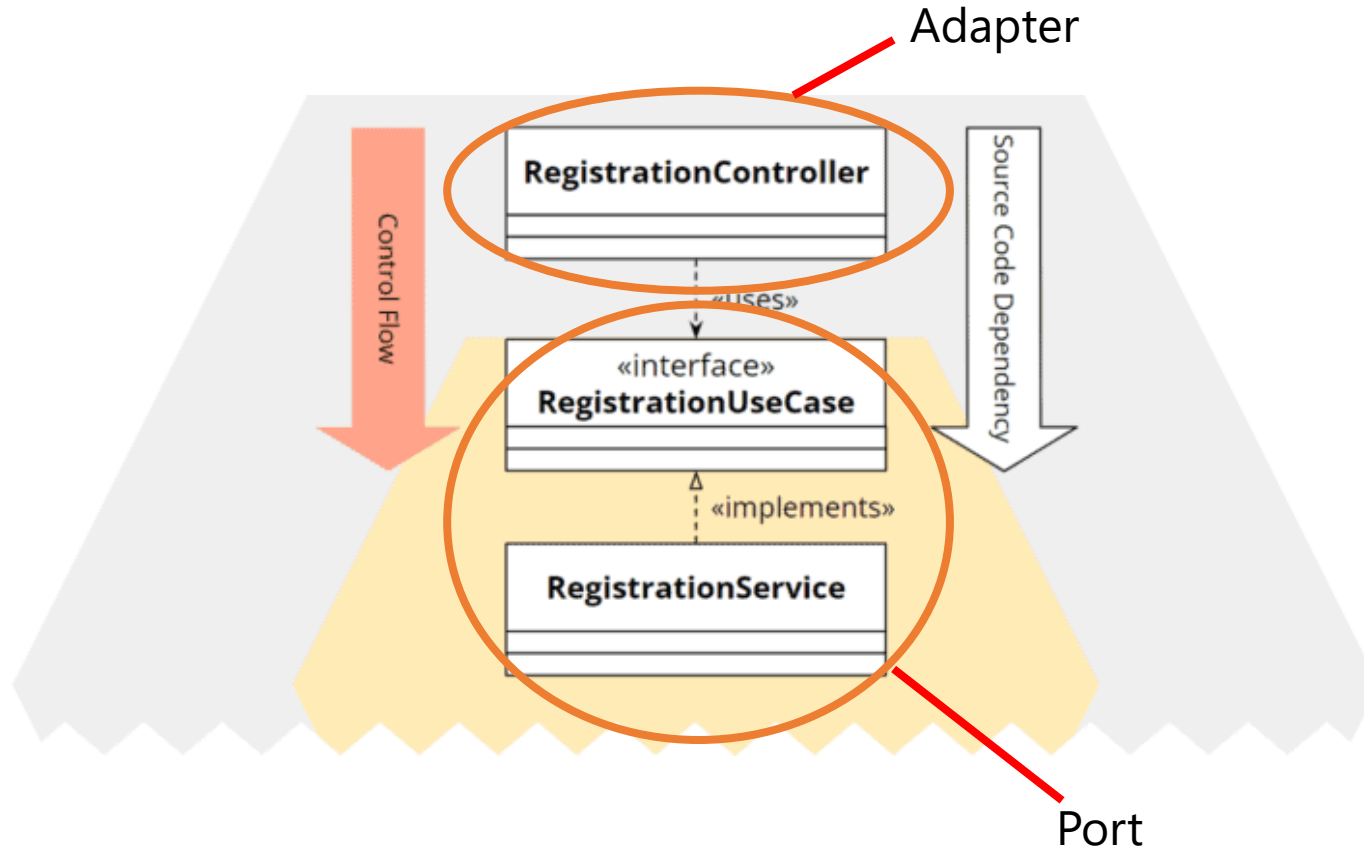 Adapter
RegistrationController
Control Flow
Source Code Dependency
«uses»
«interface»
RegistrationUseCase
«implements»
RegistrationService
Port